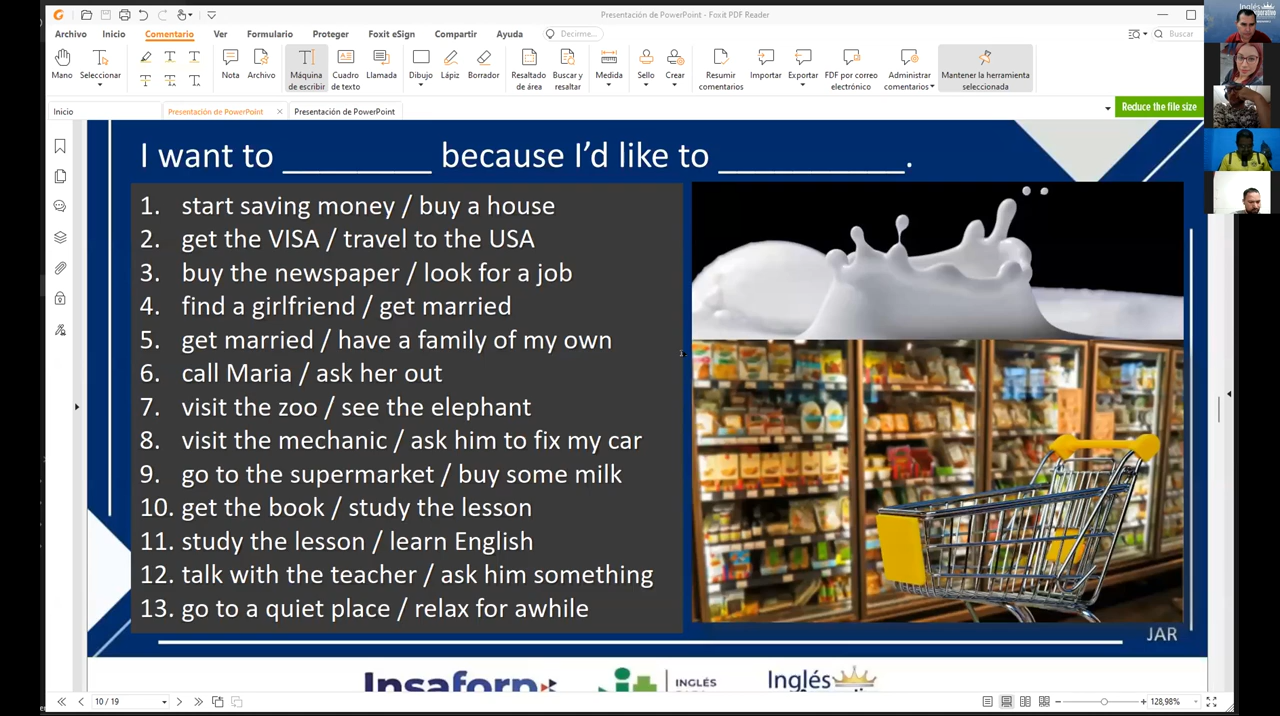 Presentación de PowerPoint - Foxit PDF Reader
Archivo Inicio Comentario Ver Formulario Proteger Foxit eSign Compartir Ayuda Decirme... Buscar
Mano
Seleccionar
Nota
Archivo
Máquina de escribir
Cuadro de texto
Llamada
Dibujo
Lápiz
Borrador
Resaltado de área
Buscar y resaltar
Medida
Sello
Crear
Resumir comentarios
Importar
Exportar
FDF por correo electrónico
Administrar comentarios
Mantener la herramienta seleccionada
Inicio
Presentación de PowerPoint
Presentación de PowerPoint
Reduce the file size
I want to ________ because I'd like to __________.
1. start saving money / buy a house
2. get the VISA / travel to the USA
3. buy the newspaper / look for a job
4. find a girlfriend / get married
5. get married / have a family of my own
6. call Maria / ask her out
7. visit the zoo / see the elephant
8. visit the mechanic / ask him to fix my car
9. go to the supermarket / buy some milk
10. get the book / study the lesson
11. study the lesson / learn English
12. talk with the teacher / ask him something
13. go to a quiet place / relax for awhile
JAR
Insaforp
INGLÉS
Inglés
10 / 19
128,98%